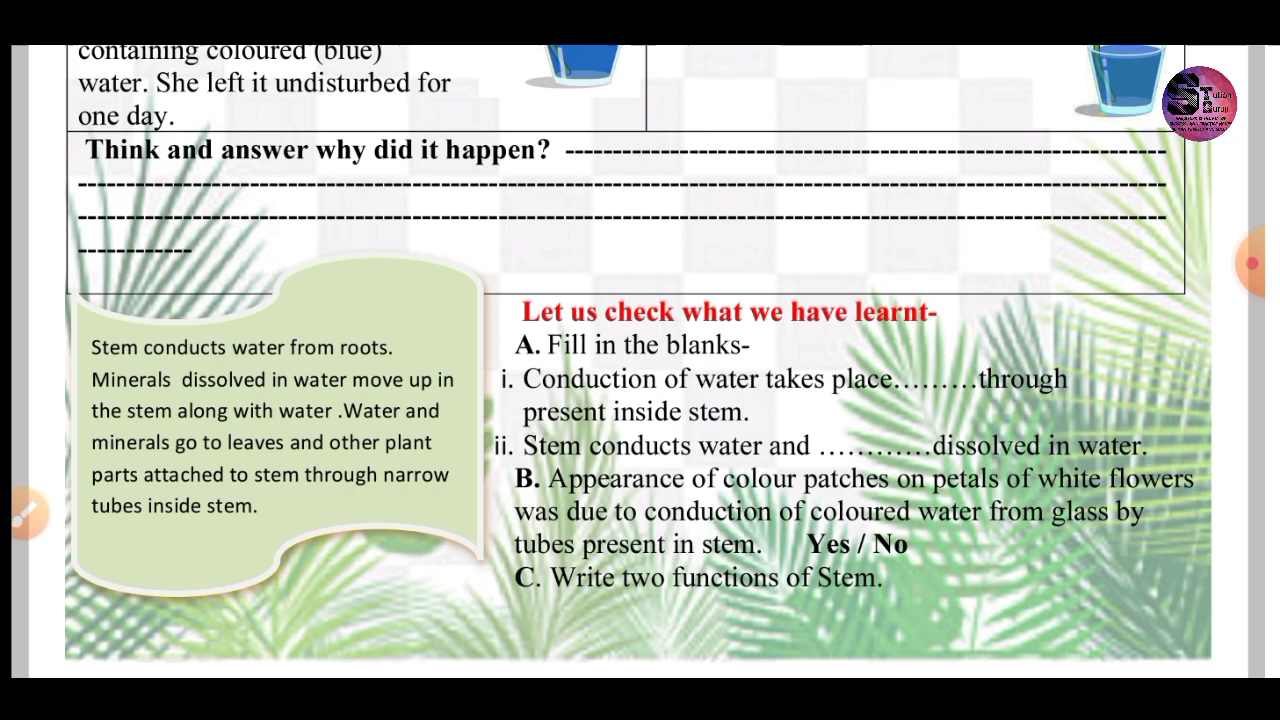 containing coloured (blue)
water. She left it undisturbed for
one day.
Think and answer why did it happen? ---------------------------------------------------------------
------------------------------------------------------------------------------------------------------------------
------------------------------------------------------------------------------------------------------------------
------------
Stem conducts water from roots.
Minerals dissolved in water move up in
the stem along with water .Water and
minerals go to leaves and other plant
parts attached to stem through narrow
tubes inside stem.
Let us check what we have learnt-
A. Fill in the blanks-
i. Conduction of water takes place………through
present inside stem.
ii. Stem conducts water and …………dissolved in water.
B. Appearance of colour patches on petals of white flowers
was due to conduction of coloured water from glass by
tubes present in stem. Yes / No
C. Write two functions of Stem.
STution
Guruji